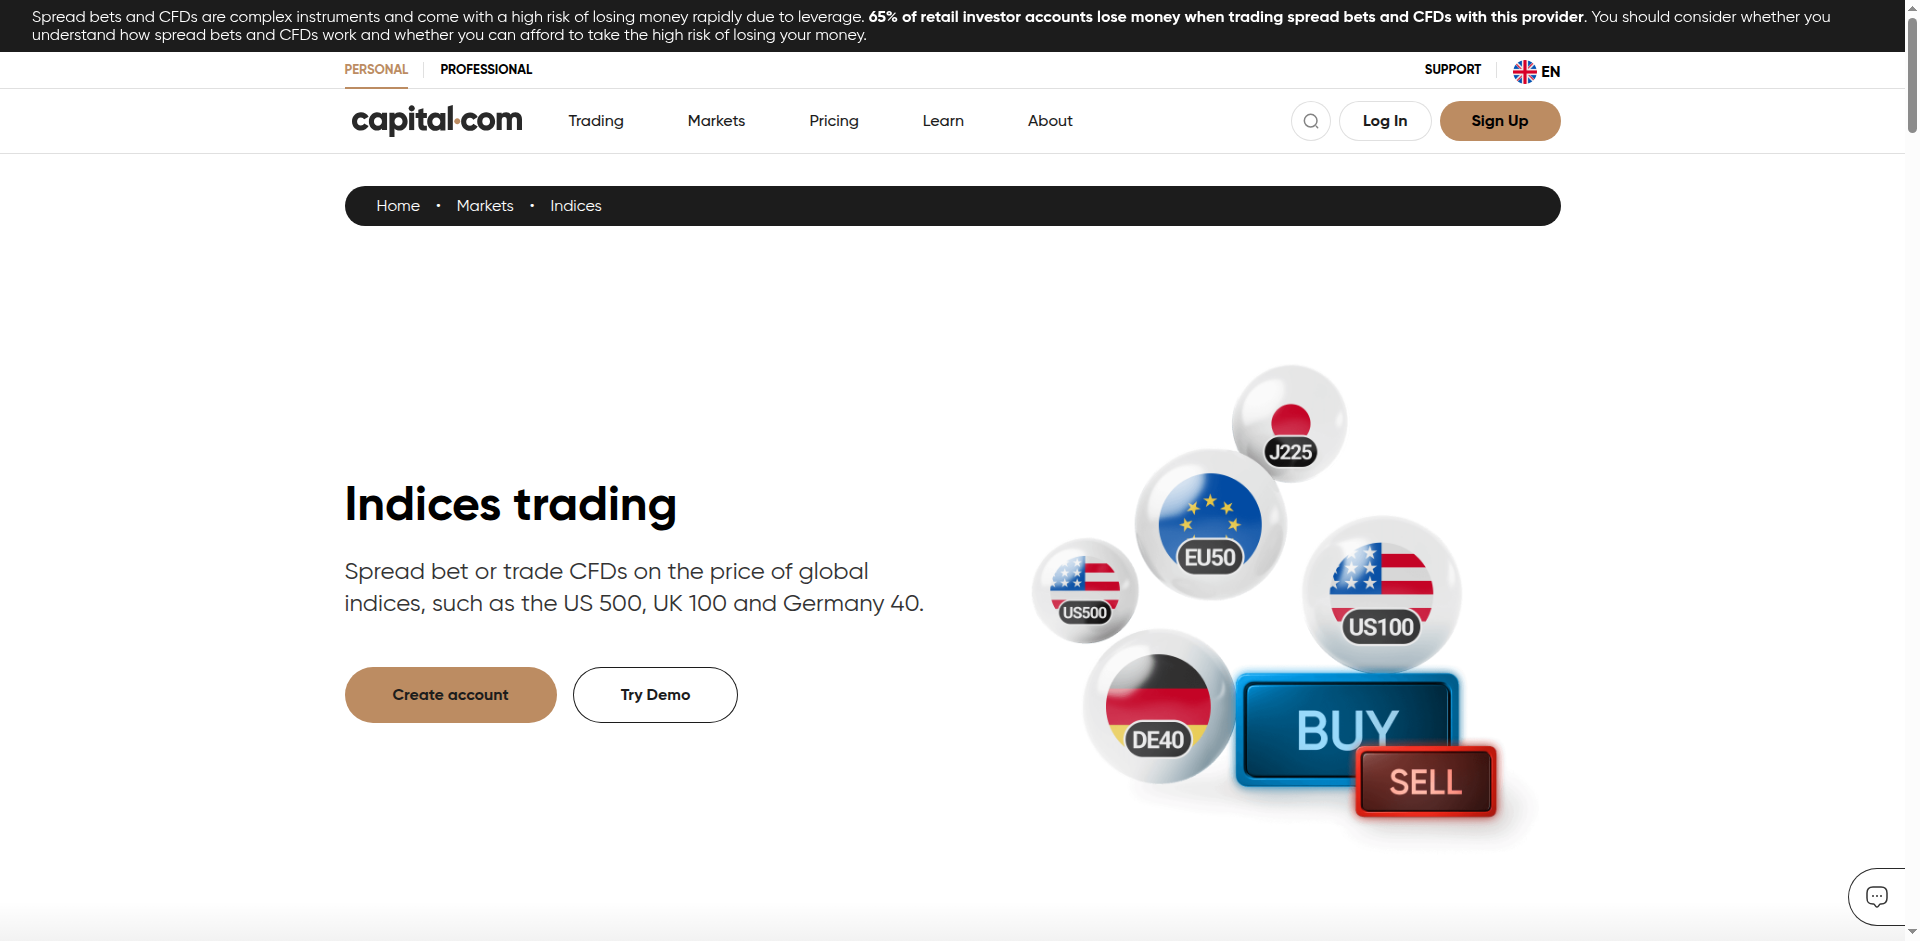 Spread bets and CFDs are complex instruments and come with a high risk of losing money rapidly due to leverage. 65% of retail investor accounts lose money when trading spread bets and CFDs with this provider. You should consider whether you
understand how spread bets and CFDs work and whether you can afford to take the high risk of losing your money.
PERSONAL PROFESSIONAL SUPPORT EN
capital.com Trading Markets Pricing Learn About Log In Sign Up
Home • Markets • Indices
J225
Indices trading
EU50
Spread bet or trade CFDs on the price of global
indices, such as the US 500, UK 100 and Germany 40.
US500
US100
Create account Try Demo
DE40
BUY
SELL